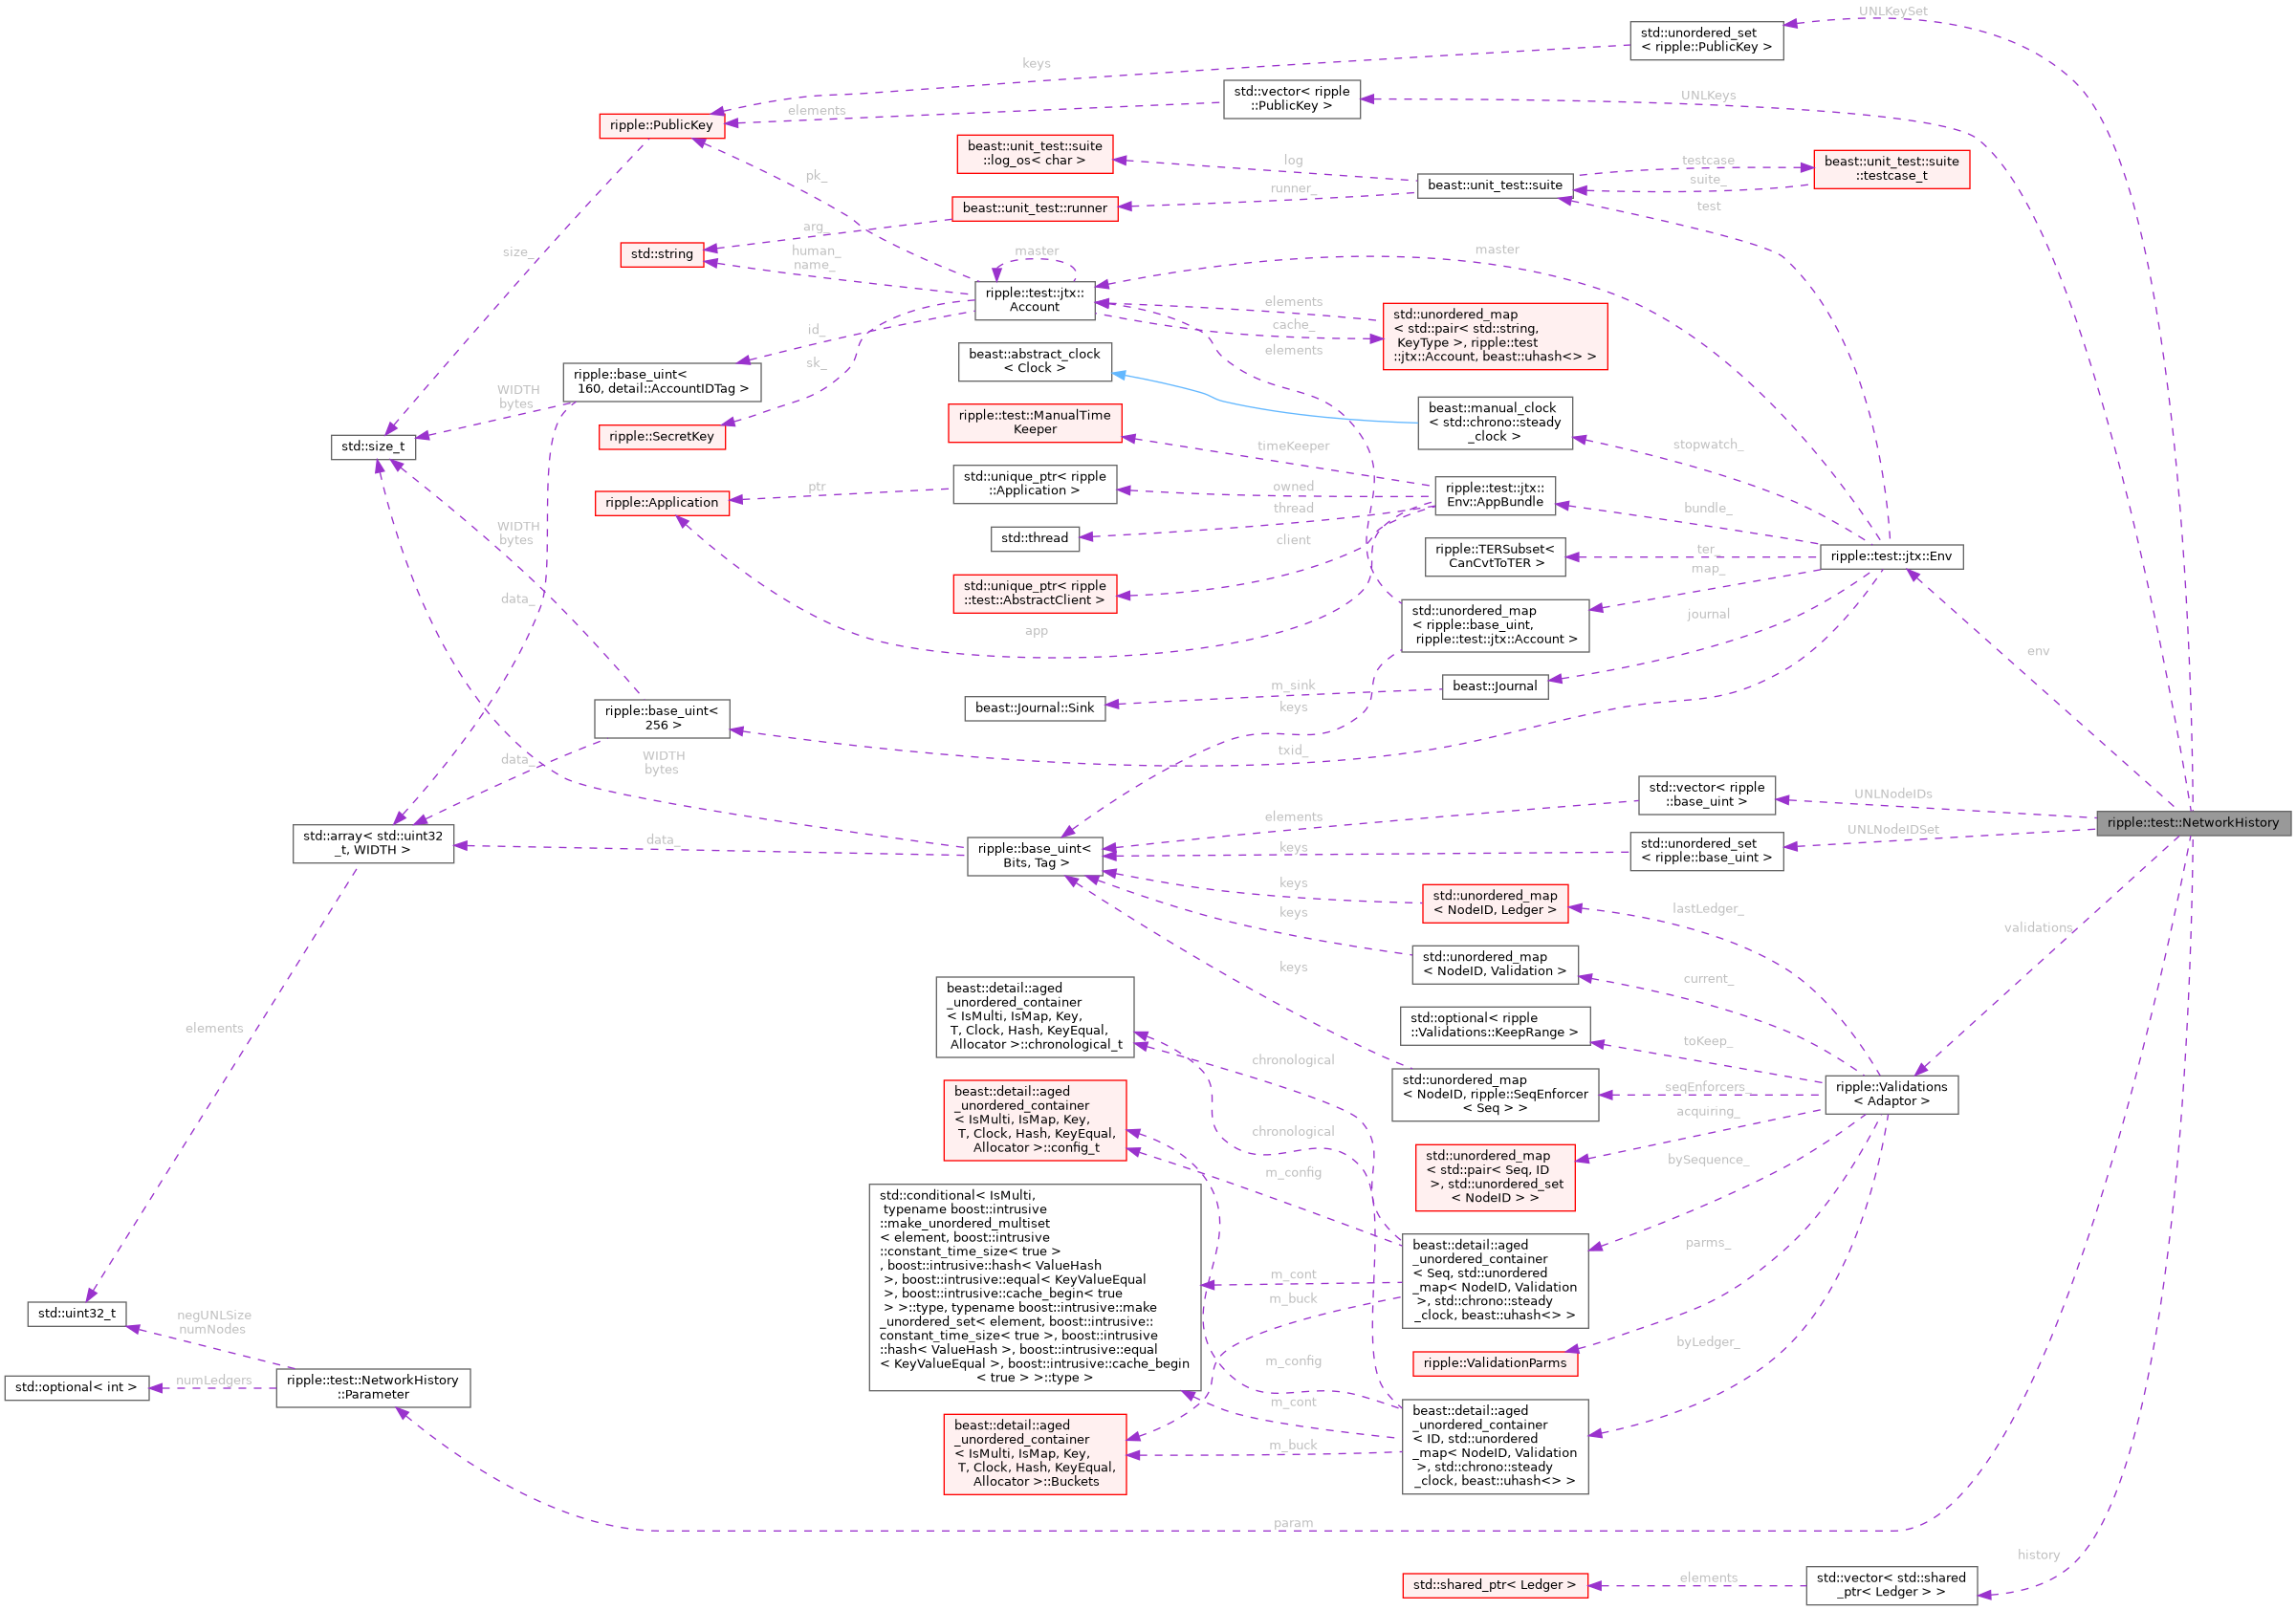 UNLKeySet
std::unordered_set
< ripple::PublicKey >
keys
std::vector< ripple
::PublicKey >
UNLKeys
elements
ripple::PublicKey
beast::unit_test::suite
::log_os< char >
log
testcase
beast::unit_test::suite
::testcase_t
suite_
beast::unit_test::suite
runner_
pk_
beast::unit_test::runner
test
arg_
std::string
human_
name_
master
master
size_
ripple::test::jtx::
Account
elements
cache_
std::unordered_map
< std::pair< std::string,
KeyType >, ripple::test
::jtx::Account, beast::uhash<> >
id_
elements
beast::abstract_clock
< Clock >
sk_
ripple::base_uint<
160, detail::AccountIDTag >
WIDTH
bytes
ripple::test::ManualTime
Keeper
beast::manual_clock
< std::chrono::steady
_clock >
ripple::SecretKey
std::size_t
timeKeeper
stopwatch_
std::unique_ptr< ripple
::Application >
ptr
owned
ripple::test::jtx::
Env::AppBundle
ripple::Application
thread
bundle_
WIDTH
bytes
std::thread
client
ripple::TERSubset<
CanCvtToTER >
ter_
ripple::test::jtx::Env
map_
std::unique_ptr< ripple
::test::AbstractClient >
data_
std::unordered_map
< ripple::base_uint,
ripple::test::jtx::Account >
journal
app
env
m_sink
beast::Journal
beast::Journal::Sink
keys
ripple::base_uint<
256 >
txid_
data_
WIDTH
bytes
std::vector< ripple
::base_uint >
UNLNodeIDs
elements
ripple::test::NetworkHistory
std::array< std::uint32
_t, WIDTH >
data_
ripple::base_uint<
Bits, Tag >
keys
std::unordered_set
< ripple::base_uint >
UNLNodeIDSet
keys
std::unordered_map
< NodeID, Ledger >
lastLedger_
keys
validations
std::unordered_map
< NodeID, Validation >
keys
current_
beast::detail::aged
_unordered_container
< IsMulti, IsMap, Key,
T, Clock, Hash, KeyEqual,
Allocator >::chronological_t
std::optional< ripple
::Validations::KeepRange >
toKeep_
elements
chronological
std::unordered_map
< NodeID, ripple::SeqEnforcer
< Seq > >
seqEnforcers_
ripple::Validations
< Adaptor >
beast::detail::aged
_unordered_container
< IsMulti, IsMap, Key,
T, Clock, Hash, KeyEqual,
Allocator >::config_t
acquiring_
chronological
std::unordered_map
< std::pair< Seq, ID
>, std::unordered_set
< NodeID > >
bySequence_
m_config
std::conditional< IsMulti,
typename boost::intrusive
::make_unordered_multiset
< element, boost::intrusive
::constant_time_size< true >
, boost::intrusive::hash< ValueHash
>, boost::intrusive::equal< KeyValueEqual
>, boost::intrusive::cache_begin< true
> >::type, typename boost::intrusive::make
_unordered_set< element, boost::intrusive::
constant_time_size< true >, boost::intrusive
::hash< ValueHash >, boost::intrusive::equal
< KeyValueEqual >, boost::intrusive::cache_begin
< true > >::type >
beast::detail::aged
_unordered_container
< Seq, std::unordered
_map< NodeID, Validation
>, std::chrono::steady
_clock, beast::uhash<> >
parms_
m_cont
m_buck
std::uint32_t
negUNLSize
numNodes
byLedger_
ripple::ValidationParms
m_config
std::optional< int >
numLedgers
ripple::test::NetworkHistory
::Parameter
m_cont
beast::detail::aged
_unordered_container
< ID, std::unordered
_map< NodeID, Validation
>, std::chrono::steady
_clock, beast::uhash<> >
beast::detail::aged
_unordered_container
< IsMulti, IsMap, Key,
T, Clock, Hash, KeyEqual,
Allocator >::Buckets
m_buck
param
history
std::shared_ptr< Ledger >
elements
std::vector< std::shared
_ptr< Ledger > >